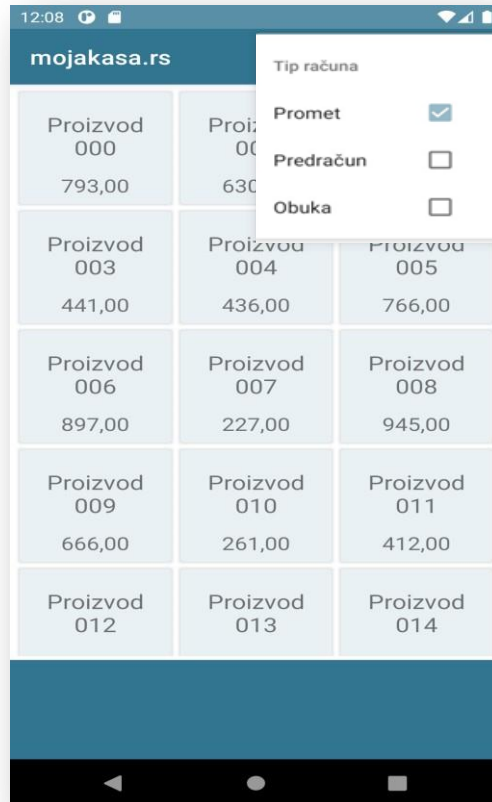 12:08
mojakasa.rs
Tip računa
Promet
Predračun
Obuka
Proizvod
000
793,00
Proizvod
003
441,00
Proizvod
004
436,00
Proizvod
005
766,00
Proizvod
006
897,00
Proizvod
007
227,00
Proizvod
008
945,00
Proizvod
009
666,00
Proizvod
010
261,00
Proizvod
011
412,00
Proizvod
012
Proizvod
013
Proizvod
014